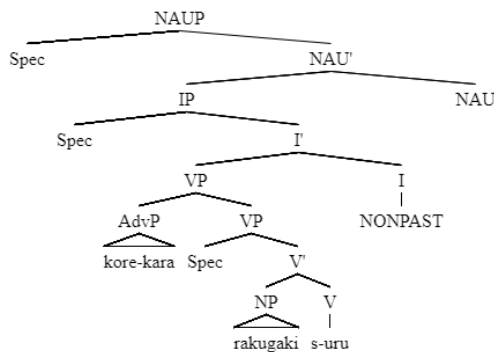 NAUP
Spec NAU'
IP NAU
Spec I'
VP I
AdvP VP NONPAST
kore-kara Spec V'
NP V
rakugaki s-uru